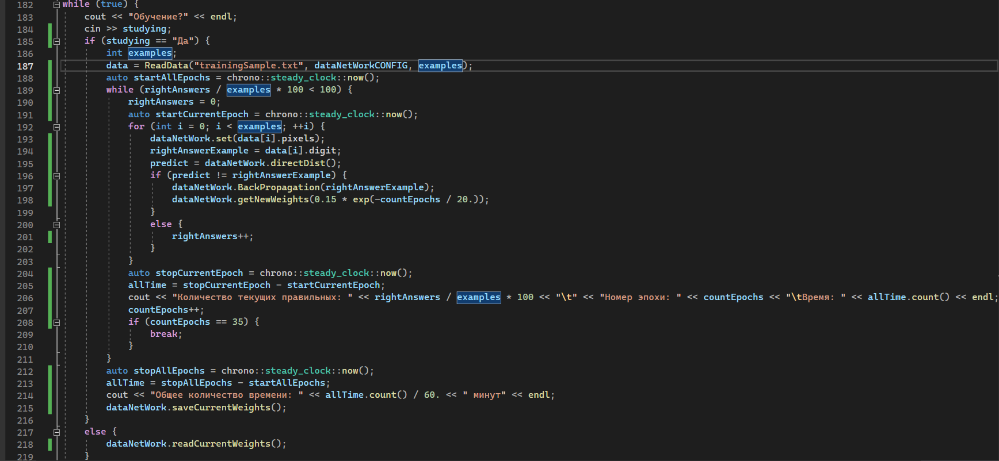 182 while (true) {
183 cout << "Обучение?" << endl;
184 cin >> studying;
185 if (studying == "Да") {
186 int examples;
187 data = ReadData("trainingSample.txt", dataNetWorkCONFIG, examples);
188 auto startAllEpochs = chrono::steady_clock::now();
189 while (rightAnswers / examples * 100 < 100) {
190 rightAnswers = 0;
191 auto startCurrentEpoch = chrono::steady_clock::now();
192 for (int i = 0; i < examples; ++i) {
193 dataNetWork.set(data[i].pixels);
194 rightAnswerExample = data[i].digit;
195 predict = dataNetWork.directDist();
196 if (predict != rightAnswerExample) {
197 dataNetWork.BackPropagation(rightAnswerExample);
198 dataNetWork.getNewWeights(0.15 * exp(-countEpochs / 20.));
199 }
200 else {
201 rightAnswers++;
202 }
203 }
204 auto stopCurrentEpoch = chrono::steady_clock::now();
205 allTime = stopCurrentEpoch - startCurrentEpoch;
206 cout << "Количество текущих правильных: " << rightAnswers / examples * 100 << "\t" << "Номер эпохи: " << countEpochs << "\tВремя: " << allTime.count() << endl;
207 countEpochs++;
208 if (countEpochs == 35) {
209 break;
210 }
211 }
212 auto stopAllEpochs = chrono::steady_clock::now();
213 allTime = stopAllEpochs - startAllEpochs;
214 cout << "Общее количество времени: " << allTime.count() / 60. << " минут" << endl;
215 dataNetWork.saveCurrentWeights();
216 }
217 else {
218 dataNetWork.readCurrentWeights();
219 }